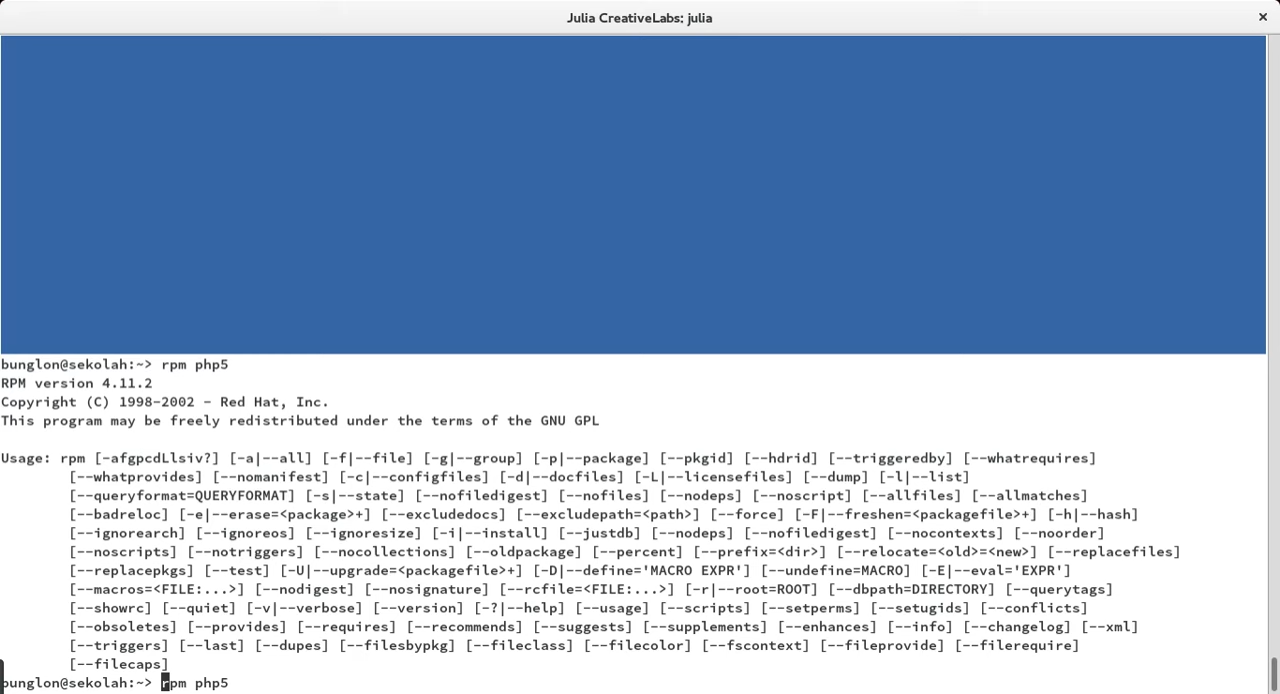 Julia CreativeLabs: julia
bunglon@sekolah:~> rpm php5
RPM version 4.11.2
Copyright (C) 1998-2002 - Red Hat, Inc.
This program may be freely redistributed under the terms of the GNU GPL
Usage: rpm [-afgpcdLlsiv?] [-a|--all] [-f|--file] [-g|--group] [-p|--package] [--pkgid] [--hdrid] [--triggeredby] [--whatrequires]
[--whatprovides] [--nomanifest] [-c|--configfiles] [-d|--docfiles] [-L|--licensefiles] [--dump] [-l|--list]
[--queryformat=QUERYFORMAT] [-s|--state] [--nofiledigest] [--nofiles] [--nodeps] [--noscript] [--allfiles] [--allmatches]
[--badreloc] [-e|--erase=<package>+] [--excludedocs] [--excludepath=<path>] [--force] [-F|--freshen=<packagefile>+] [-h|--hash]
[--ignorearch] [--ignoreos] [--ignoresize] [-i|--install] [--justdb] [--nodeps] [--nofiledigest] [--nocontexts] [--noorder]
[--noscripts] [--notriggers] [--nocollections] [--oldpackage] [--percent] [--prefix=<dir>] [--relocate=<old>=<new>] [--replacefiles]
[--replacepkgs] [--test] [-U|--upgrade=<packagefile>+] [-D|--define='MACRO EXPR'] [--undefine=MACRO] [-E|--eval='EXPR']
[--macros=<FILE:...>] [--nodigest] [--nosignature] [--rcfile=<FILE:...>] [-r|--root=ROOT] [--dbpath=DIRECTORY] [--querytags]
[--showrc] [--quiet] [-v|--verbose] [--version] [-?|--help] [--usage] [--scripts] [--setperms] [--setugids] [--conflicts]
[--obsoletes] [--provides] [--requires] [--recommends] [--suggests] [--supplements] [--enhances] [--info] [--changelog] [--xml]
[--triggers] [--last] [--dupes] [--filesbypkg] [--fileclass] [--filecolor] [--fscontext] [--fileprovide] [--filerequire]
[--filecaps]
bunglon@sekolah:~> rpm php5